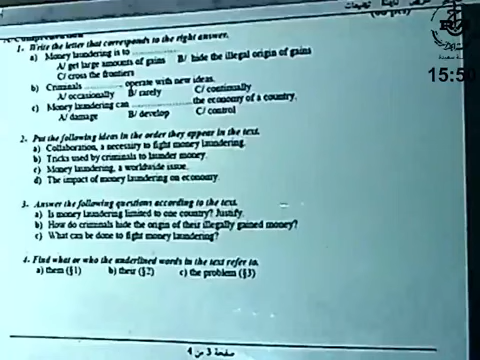 1. Write the letter that corresponds to the right answer.
a) Money laundering is to ..............
A/ get large amounts of gains B/ hide the illegal origin of gains
C/ cross the frontiers
b) Criminals .............. operate with new ideas.
A/ occasionally B/ rarely C/ continually
c) Money laundering can .............. the economy of a country.
A/ damage B/ develop C/ control
2. Put the following ideas in the order they appear in the text.
a) Collaboration, a necessity to fight money laundering.
b) Tricks used by criminals to launder money.
c) Money laundering, a worldwide issue.
d) The impact of money laundering on economy.
3. Answer the following questions according to the text.
a) Is money laundering limited to one country? Justify.
b) How do criminals hide the origin of their illegally gained money?
c) What can be done to fight money laundering?
4. Find what or who the underlined words in the text refer to.
a) them (§1) b) their (§2) c) the problem (§3)
صفحة 3 من 4
15:50